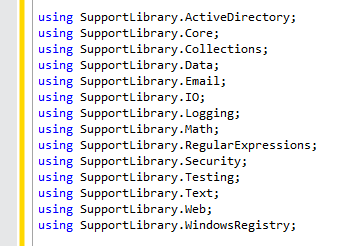 using SupportLibrary.ActiveDirectory;
using SupportLibrary.Core;
using SupportLibrary.Collections;
using SupportLibrary.Data;
using SupportLibrary.Email;
using SupportLibrary.IO;
using SupportLibrary.Logging;
using SupportLibrary.Math;
using SupportLibrary.RegularExpressions;
using SupportLibrary.Security;
using SupportLibrary.Testing;
using SupportLibrary.Text;
using SupportLibrary.Web;
using SupportLibrary.WindowsRegistry;